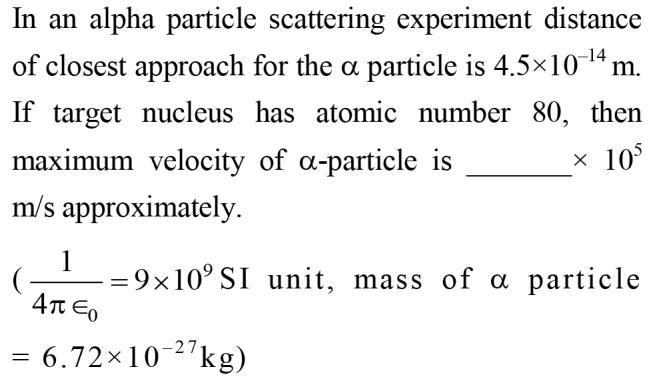 In an alpha particle scattering experiment distance
of closest approach for the α particle is 4.5×10⁻¹⁴ m.
If target nucleus has atomic number 80, then
maximum velocity of α-particle is _______× 10⁵
m/s approximately.
(1/4π∈₀ = 9×10⁹ SI unit, mass of α particle
= 6.72×10⁻²⁷kg)